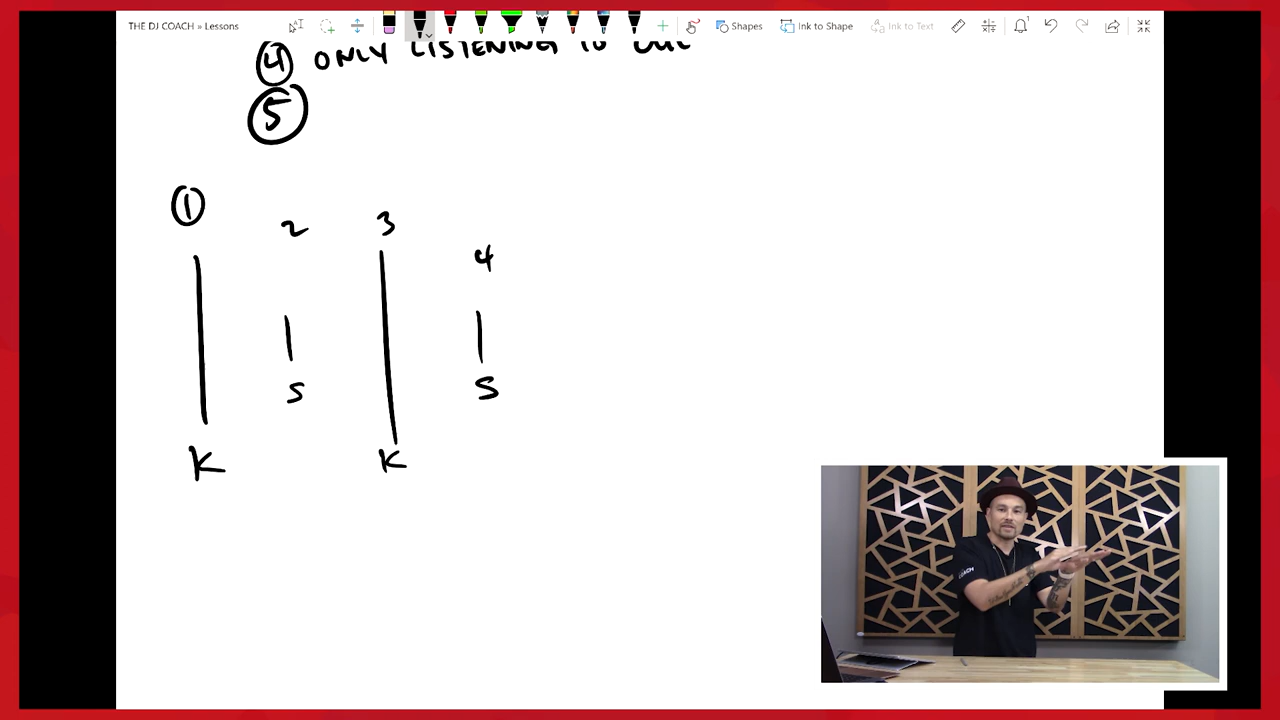 THE DJ COACH » Lessons
Shapes
Ink to Shape
Ink to Text
4 ONLY LISTENING TO
5
1 2 3 4
S S
K K
COACH